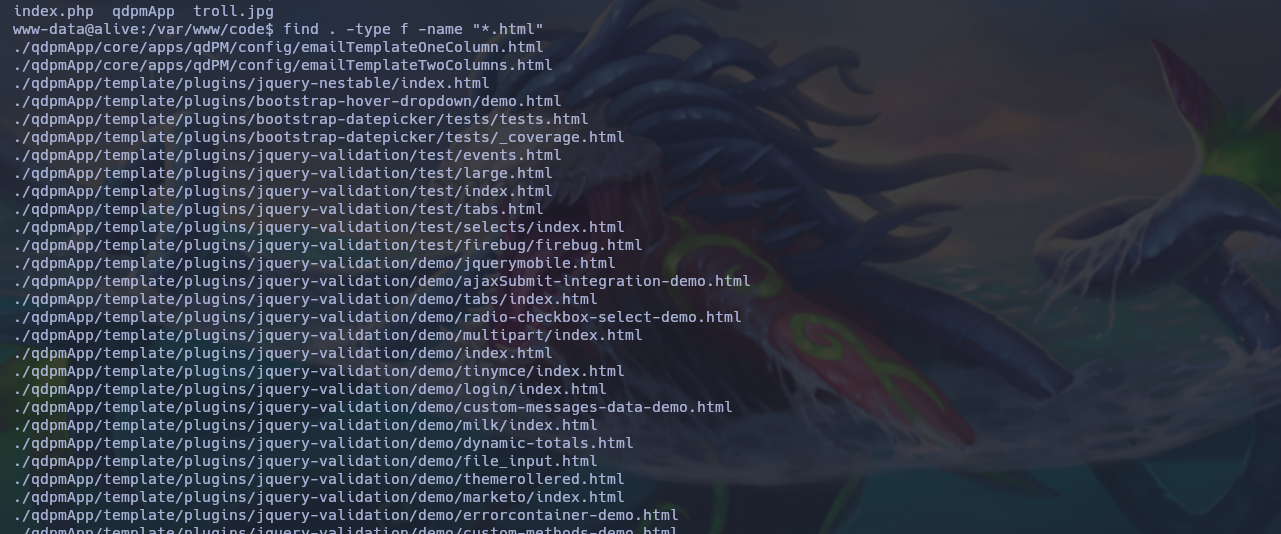 index.php  qdpmApp  troll.jpg
www-data@alive:/var/www/code$ find . -type f -name "*.html"
./qdpmApp/core/apps/qdPM/config/emailTemplateOneColumn.html
./qdpmApp/core/apps/qdPM/config/emailTemplateTwoColumns.html
./qdpmApp/template/plugins/jquery-nestable/index.html
./qdpmApp/template/plugins/bootstrap-hover-dropdown/demo.html
./qdpmApp/template/plugins/bootstrap-datepicker/tests/tests.html
./qdpmApp/template/plugins/bootstrap-datepicker/tests/_coverage.html
./qdpmApp/template/plugins/jquery-validation/test/events.html
./qdpmApp/template/plugins/jquery-validation/test/large.html
./qdpmApp/template/plugins/jquery-validation/test/index.html
./qdpmApp/template/plugins/jquery-validation/test/tabs.html
./qdpmApp/template/plugins/jquery-validation/test/selects/index.html
./qdpmApp/template/plugins/jquery-validation/test/firebug/firebug.html
./qdpmApp/template/plugins/jquery-validation/demo/jquerymobile.html
./qdpmApp/template/plugins/jquery-validation/demo/ajaxSubmit-integration-demo.html
./qdpmApp/template/plugins/jquery-validation/demo/tabs/index.html
./qdpmApp/template/plugins/jquery-validation/demo/radio-checkbox-select-demo.html
./qdpmApp/template/plugins/jquery-validation/demo/multipart/index.html
./qdpmApp/template/plugins/jquery-validation/demo/index.html
./qdpmApp/template/plugins/jquery-validation/demo/tinymce/index.html
./qdpmApp/template/plugins/jquery-validation/demo/login/index.html
./qdpmApp/template/plugins/jquery-validation/demo/custom-messages-data-demo.html
./qdpmApp/template/plugins/jquery-validation/demo/milk/index.html
./qdpmApp/template/plugins/jquery-validation/demo/dynamic-totals.html
./qdpmApp/template/plugins/jquery-validation/demo/file_input.html
./qdpmApp/template/plugins/jquery-validation/demo/themerollered.html
./qdpmApp/template/plugins/jquery-validation/demo/marketo/index.html
./qdpmApp/template/plugins/jquery-validation/demo/errorcontainer-demo.html
./qdpmApp/template/plugins/jquery-validation/demo/custom-methods-demo.html